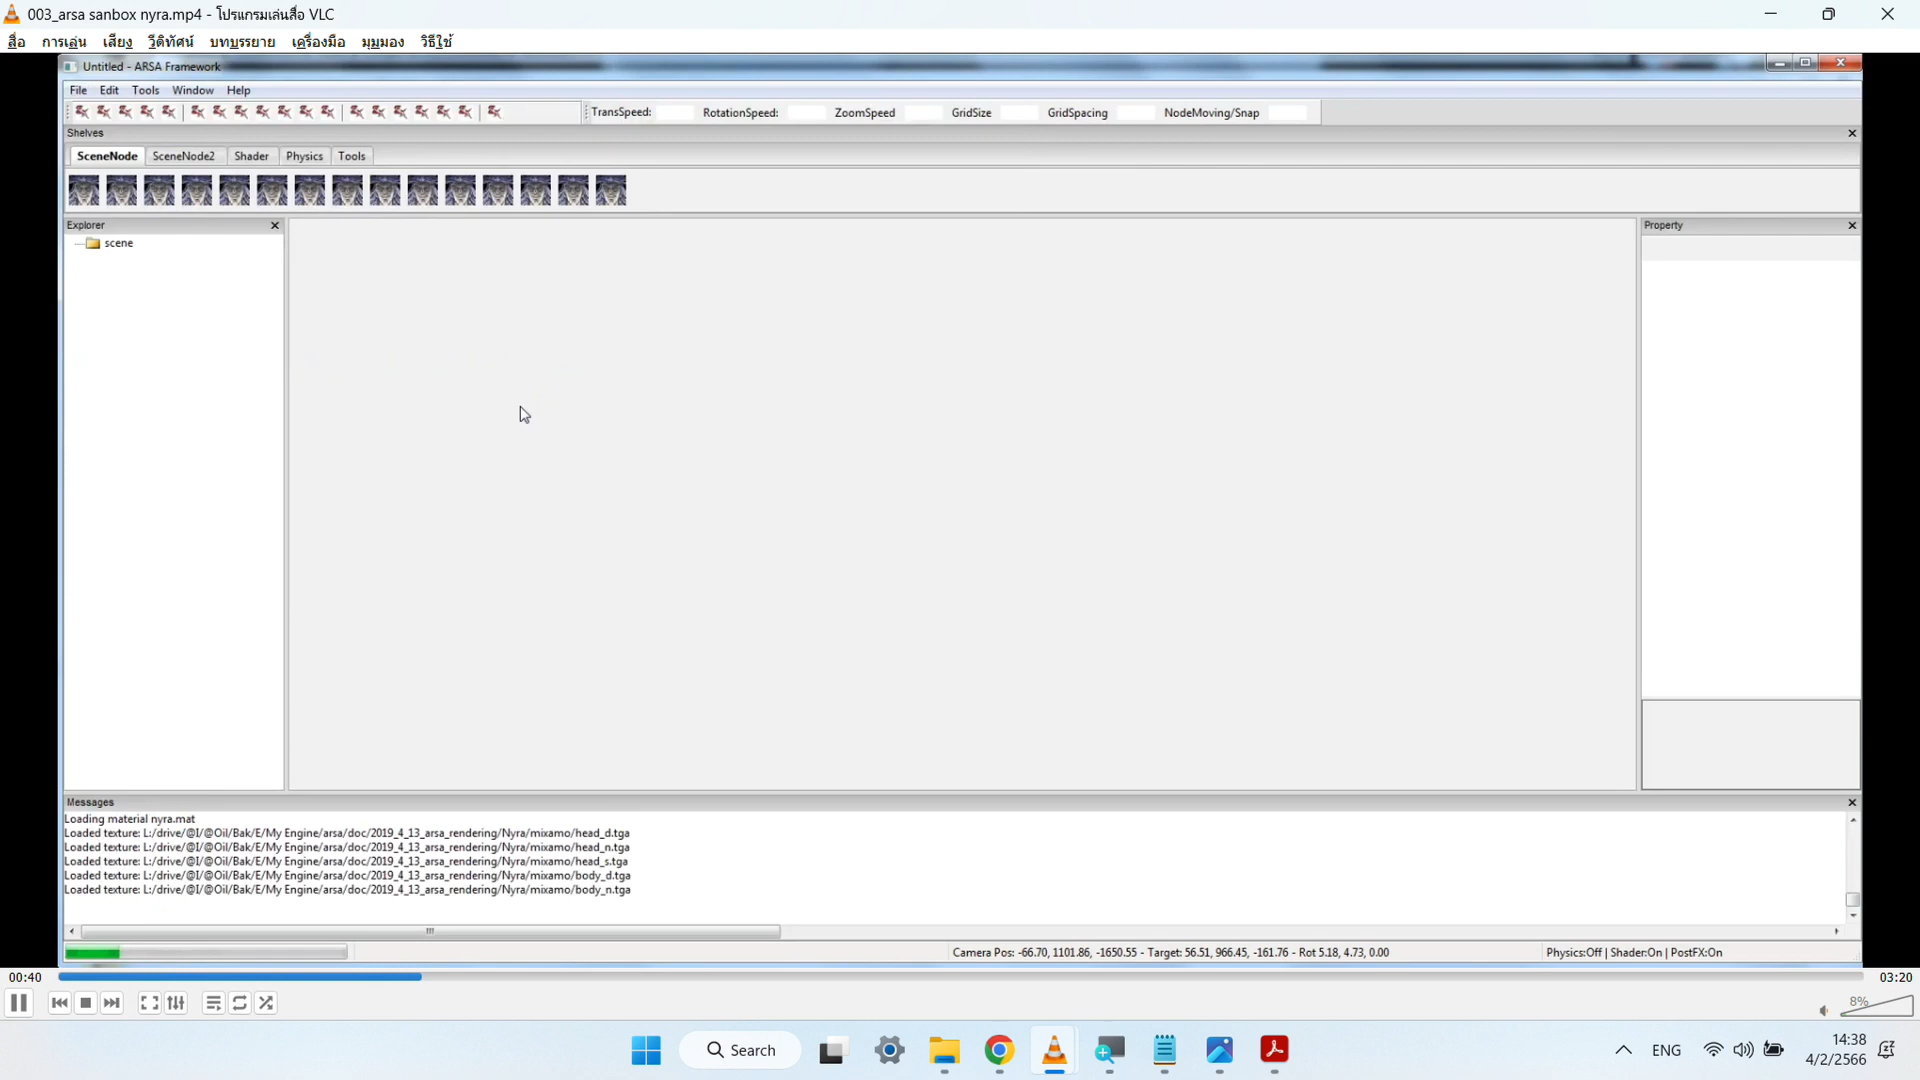 003_arsa sanbox nyra.mp4 - โปรแกรมเล่นสื่อ VLC
สื่อ การเล่น เสียง วีดิทัศน์ บทบรรยาย เครื่องมือ มุมมอง วิธีใช้
Untitled - ARSA Framework
File Edit Tools Window Help
TransSpeed: RotationSpeed: ZoomSpeed GridSize GridSpacing NodeMoving/Snap
Shelves
SceneNode SceneNode2 Shader Physics Tools
Explorer
scene
Property
Messages
Loading material nyra.mat
Loaded texture: L:/drive/@I/@Oil/Bak/E/My Engine/arsa/doc/2019_4_13_arsa_rendering/Nyra/mixamo/head_d.tga
Loaded texture: L:/drive/@I/@Oil/Bak/E/My Engine/arsa/doc/2019_4_13_arsa_rendering/Nyra/mixamo/head_n.tga
Loaded texture: L:/drive/@I/@Oil/Bak/E/My Engine/arsa/doc/2019_4_13_arsa_rendering/Nyra/mixamo/head_s.tga
Loaded texture: L:/drive/@I/@Oil/Bak/E/My Engine/arsa/doc/2019_4_13_arsa_rendering/Nyra/mixamo/body_d.tga
Loaded texture: L:/drive/@I/@Oil/Bak/E/My Engine/arsa/doc/2019_4_13_arsa_rendering/Nyra/mixamo/body_n.tga
Camera Pos: -66.70, 1101.86, -1650.55 - Target: 56.51, 966.45, -161.76 - Rot 5.18, 4.73, 0.00
Physics:Off | Shader:On | PostFX:On
00:40
03:20
8%
Search
ENG
14:38
4/2/2566